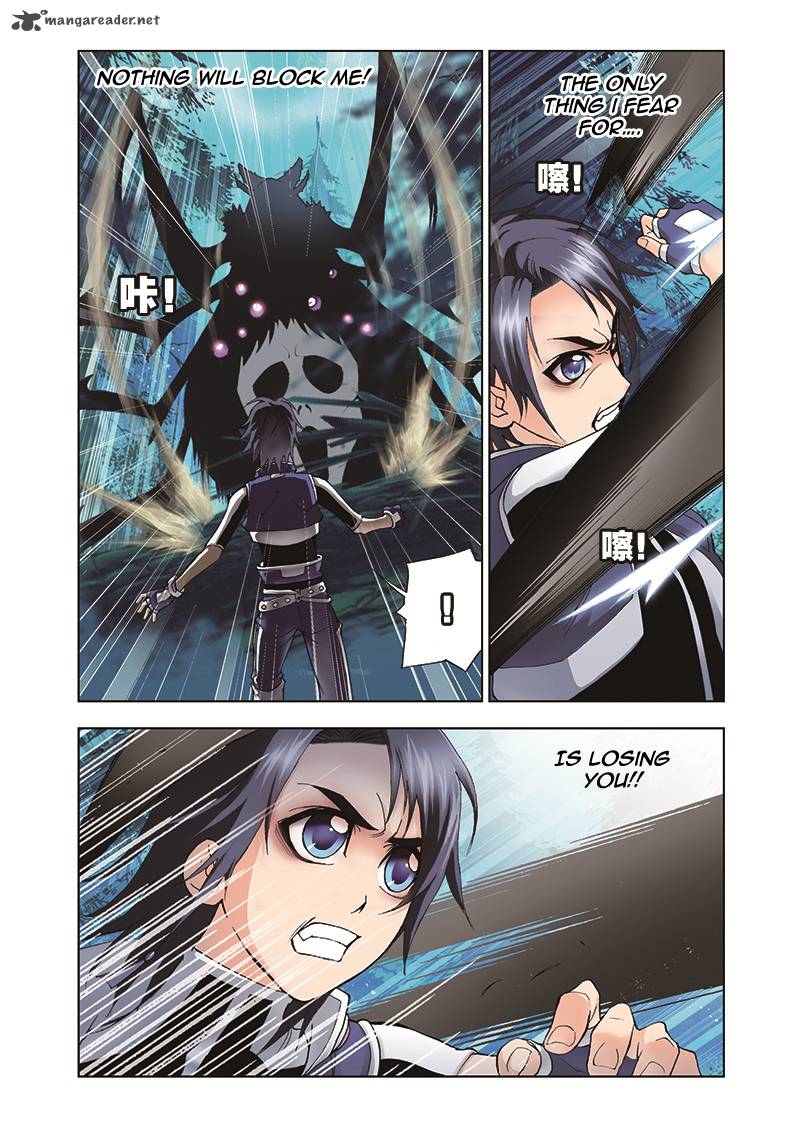 mangareader.net
NOTHING WILL BLOCK ME!
咔!
!
THE ONLY
THING I FEAR
FOR....
嚓!
嚓!
IS LOSING
YOU!!